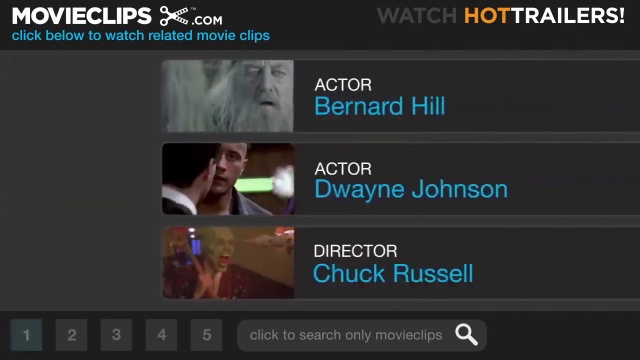 MOVIECLIPS.COM™
WATCH HOTTRAILERS!
click below to watch related movie clips
ACTOR
Bernard Hill
ACTOR
Dwayne Johnson
DIRECTOR
Chuck Russell
1 2 3 4 5 click to search only movieclips